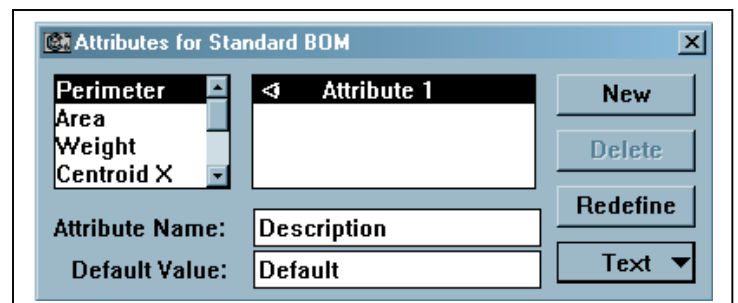 Attributes for Standard BOM
Perimeter
Area
Weight
Centroid X
Attribute 1
New
Delete
Redefine
Attribute Name: Description
Default Value: Default
Text